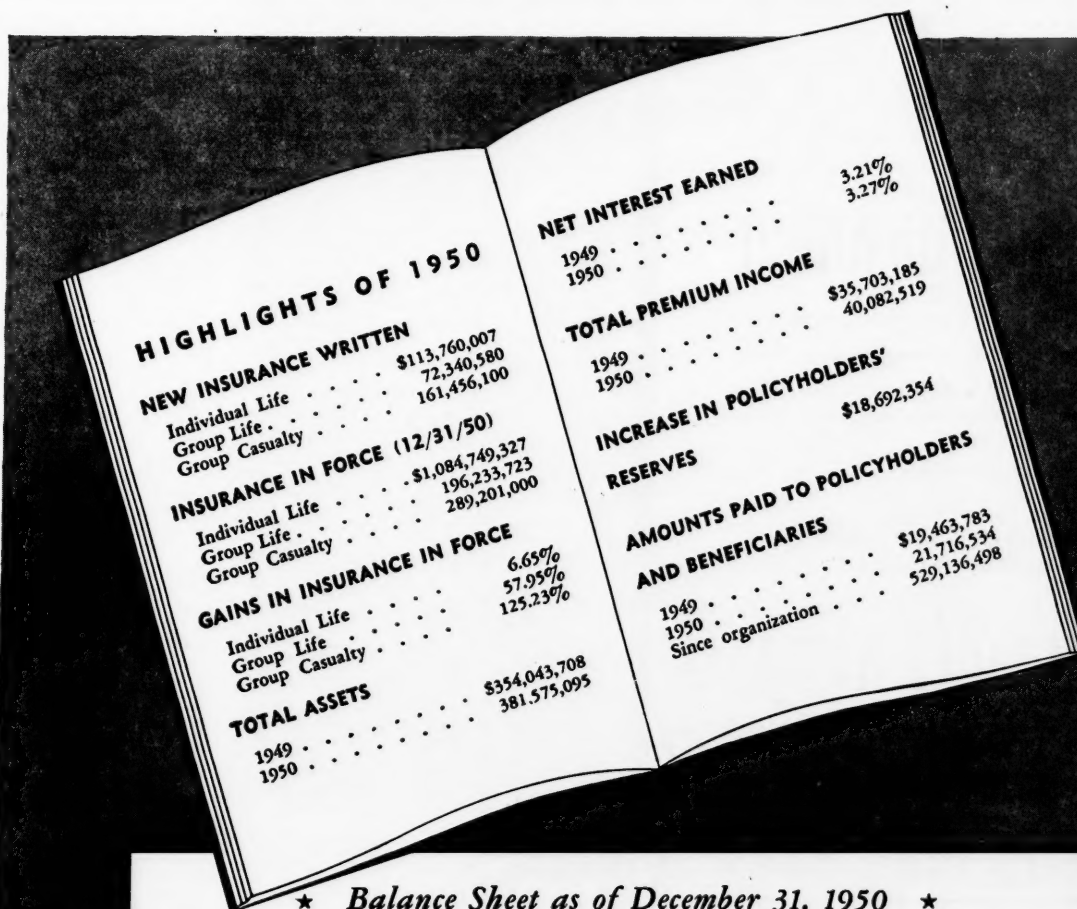 HIGHLIGHTS OF 1950
NEW INSURANCE WRITTEN
Individual Life . . . . $113,760,007
Group Life . . . . . . 72,340,580
Group Casualty . . . . 161,456,100
INSURANCE IN FORCE (12/31/50)
Individual Life . . . . $1,084,749,327
Group Life . . . . . . 196,233,723
Group Casualty . . . . 289,201,000
GAINS IN INSURANCE IN FORCE
Individual Life . . . . 6.65%
Group Life . . . . . 57.95%
Group Casualty . . . . 125.23%
TOTAL ASSETS
1949 . . . . . . . . $354,043,708
1950 . . . . . . . . 381,575,095
NET INTEREST EARNED
1949 . . . . . . . . 3.21%
1950 . . . . . . . . 3.27%
TOTAL PREMIUM INCOME
1949 . . . . . . . . $35,703,185
1950 . . . . . . . . 40,082,519
INCREASE IN POLICYHOLDERS'
RESERVES $18,692,354
AMOUNTS PAID TO POLICYHOLDERS
AND BENEFICIARIES
1949 . . . . . . . . $19,463,783
1950 . . . . . . . . 21,716,534
Since organization . . . 529,136,498
★ Balance Sheet as of December 31, 1950 ★